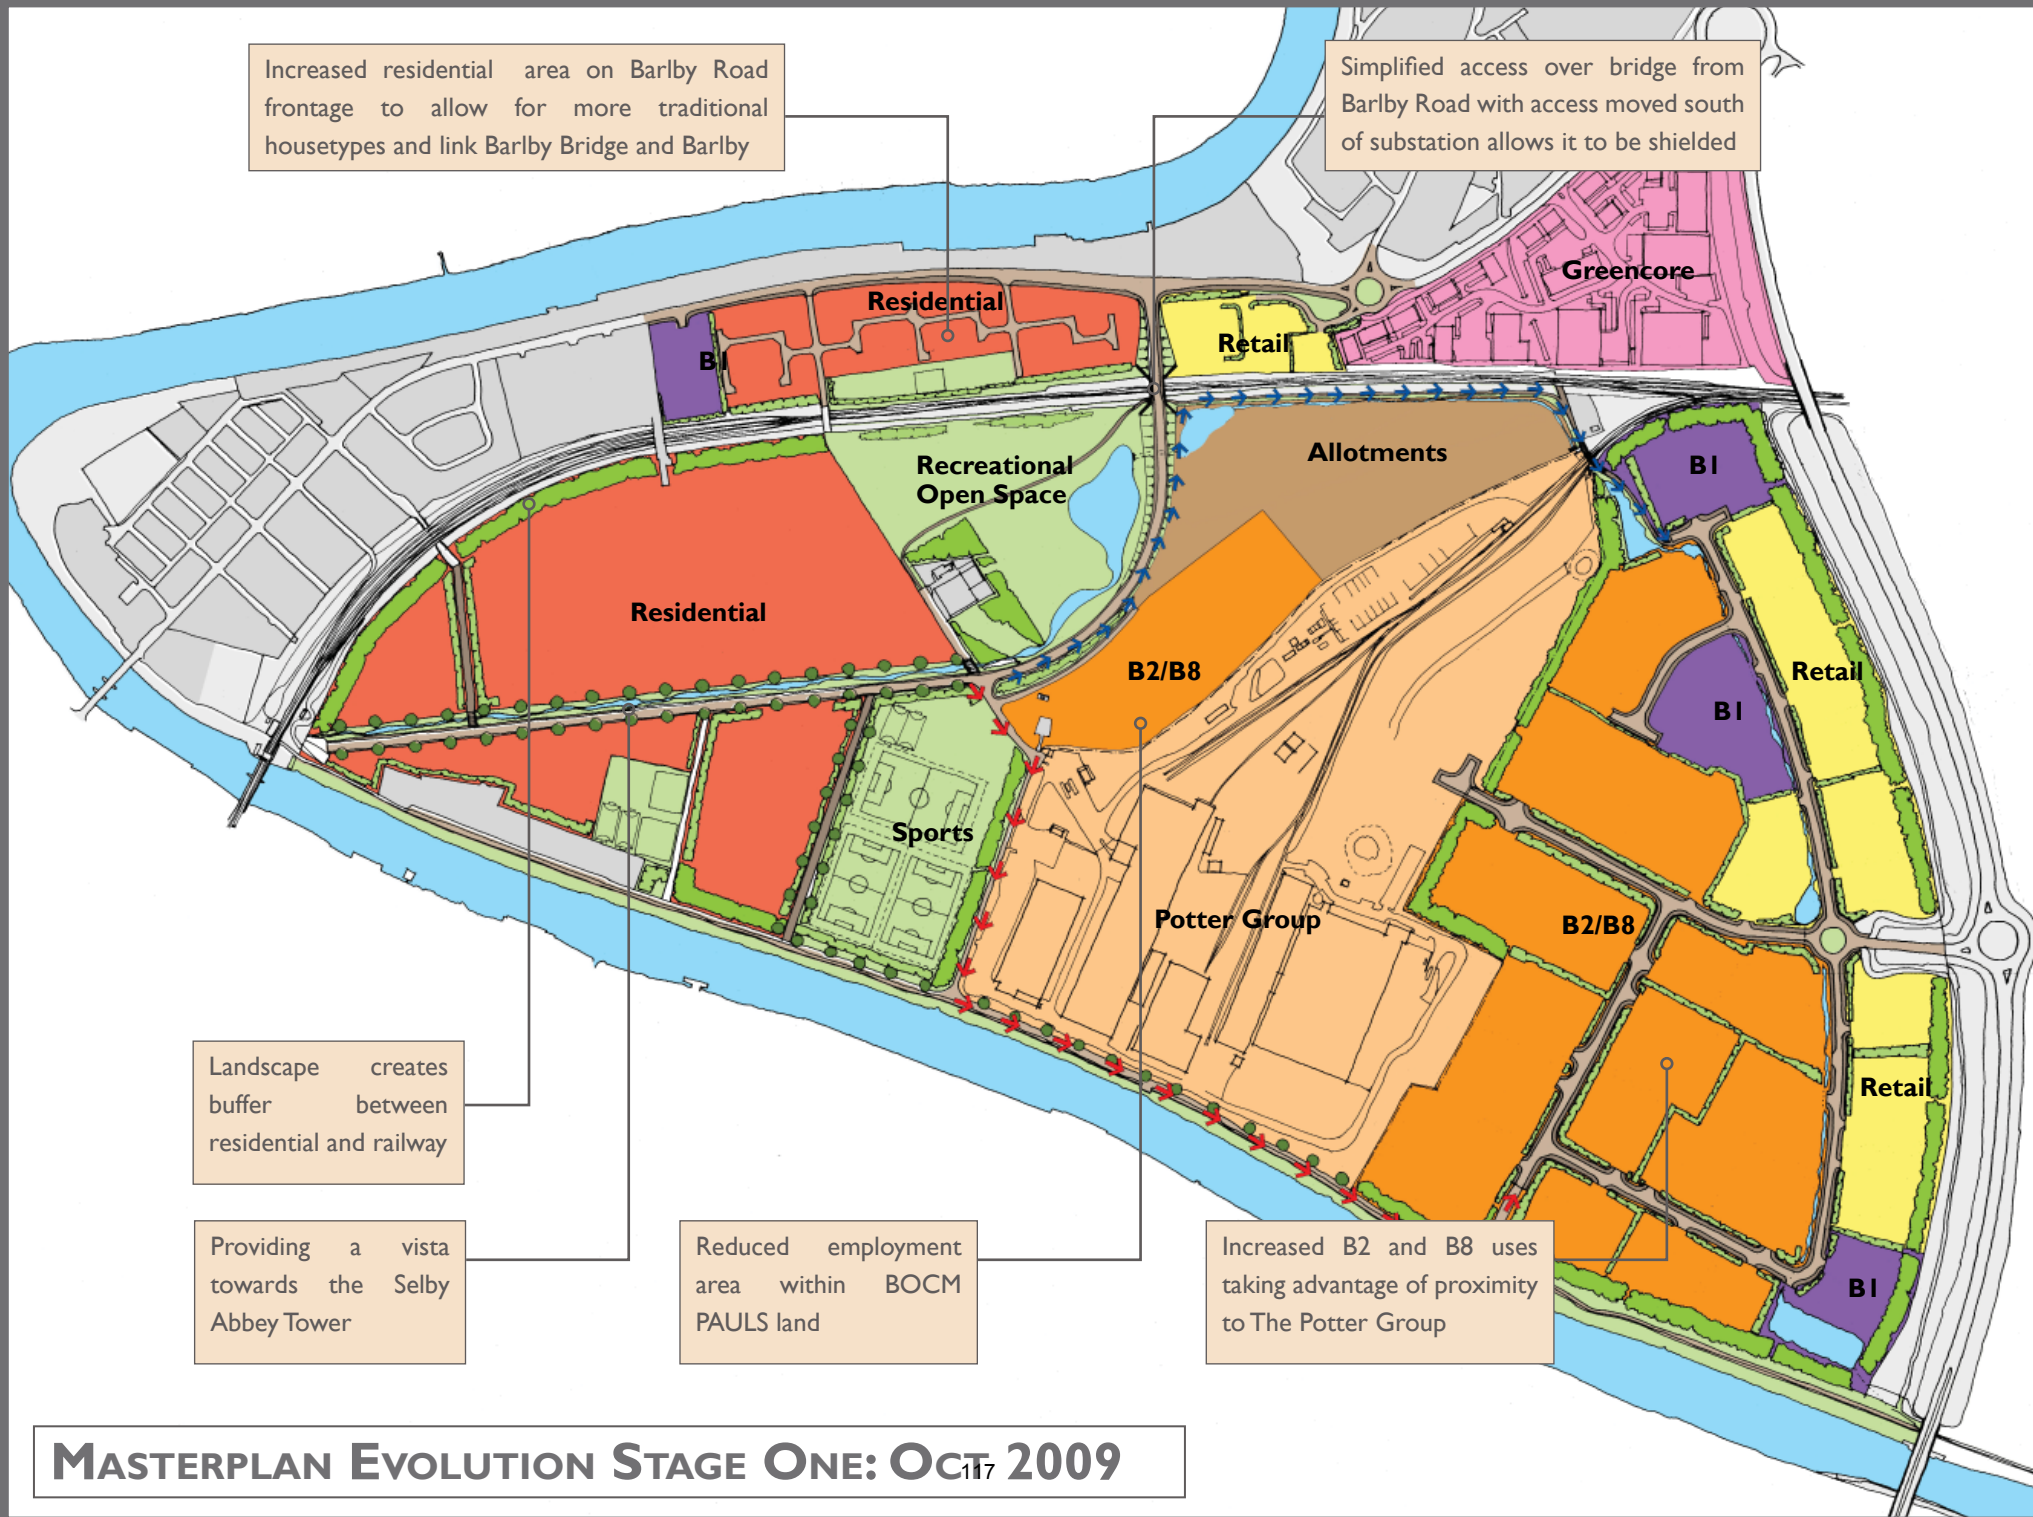 Increased residential area on Barlby Road
frontage to allow for more traditional
housetypes and link Barlby Bridge and Barlby
Simplified access over bridge from
Barlby Road with access moved south
of substation allows it to be shielded
Greencore
Residential
Retail
B1
Allotments
Recreational
Open Space
B1
Residential
B2/B8
Retail
B1
Sports
Potter Group
B2/B8
Retail
B1
Landscape creates
buffer between
residential and railway
Providing a vista
towards the Selby
Abbey Tower
Reduced employment
area within BOCM
PAULS land
Increased B2 and B8 uses
taking advantage of proximity
to The Potter Group
Masterplan Evolution Stage One: Oct 2009
117